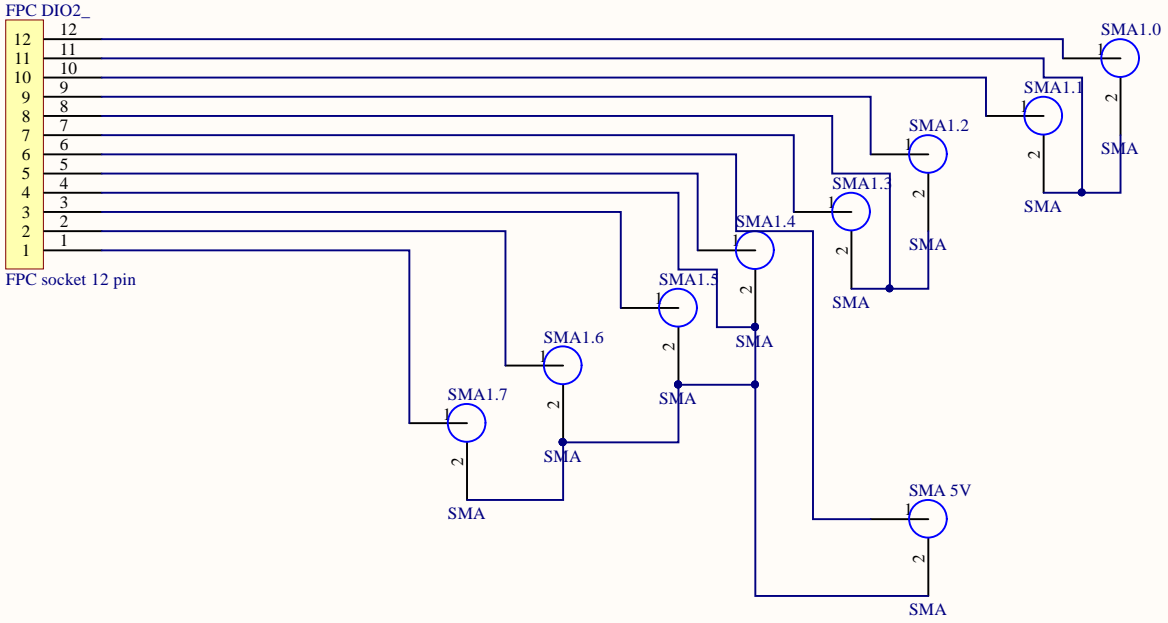 FPC DIO2_
12 12
11 11
10 10
9 9
8 8
7 7
6 6
5 5
4 4
3 3
2 2
1 1
FPC socket 12 pin
SMA1.0
1
2
SMA
SMA1.1
1
2
SMA
SMA1.2
1
2
SMA
SMA1.3
1
2
SMA
SMA1.4
1
2
SMA
SMA1.5
1
2
SMA
SMA1.6
1
2
SMA
SMA1.7
1
2
SMA
SMA 5V
1
2
SMA